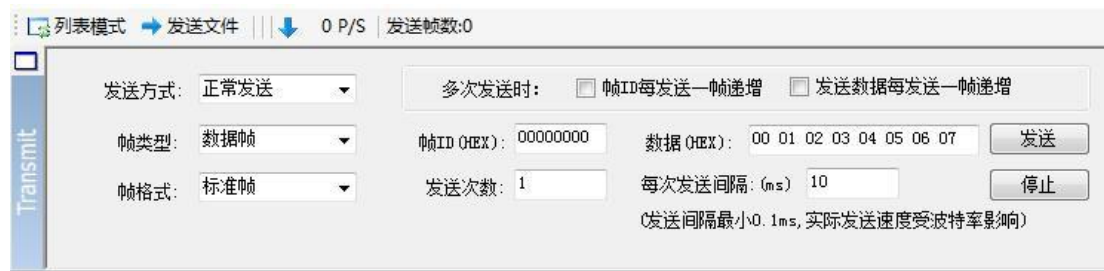 列表模式 发送文件 0 P/S 发送帧数:0
Transmit
发送方式: 正常发送 多次发送时: 帧ID每发送一帧递增 发送数据每发送一帧递增
帧类型: 数据帧 帧ID(HEX): 00000000 数据(HEX): 00 01 02 03 04 05 06 07 发送
帧格式: 标准帧 发送次数: 1 每次发送间隔:(ms) 10 停止
(发送间隔最小0.1ms,实际发送速度受波特率影响)